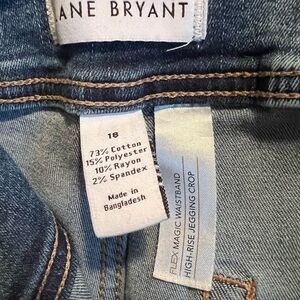 ANE BRYANT
16
73% Cotton
15% Polyester
10% Rayon
2% Spandex
Made in
Bangladesh
FLEX MAGIC WAISTBAND
HIGH-RISE JEGGING CROP